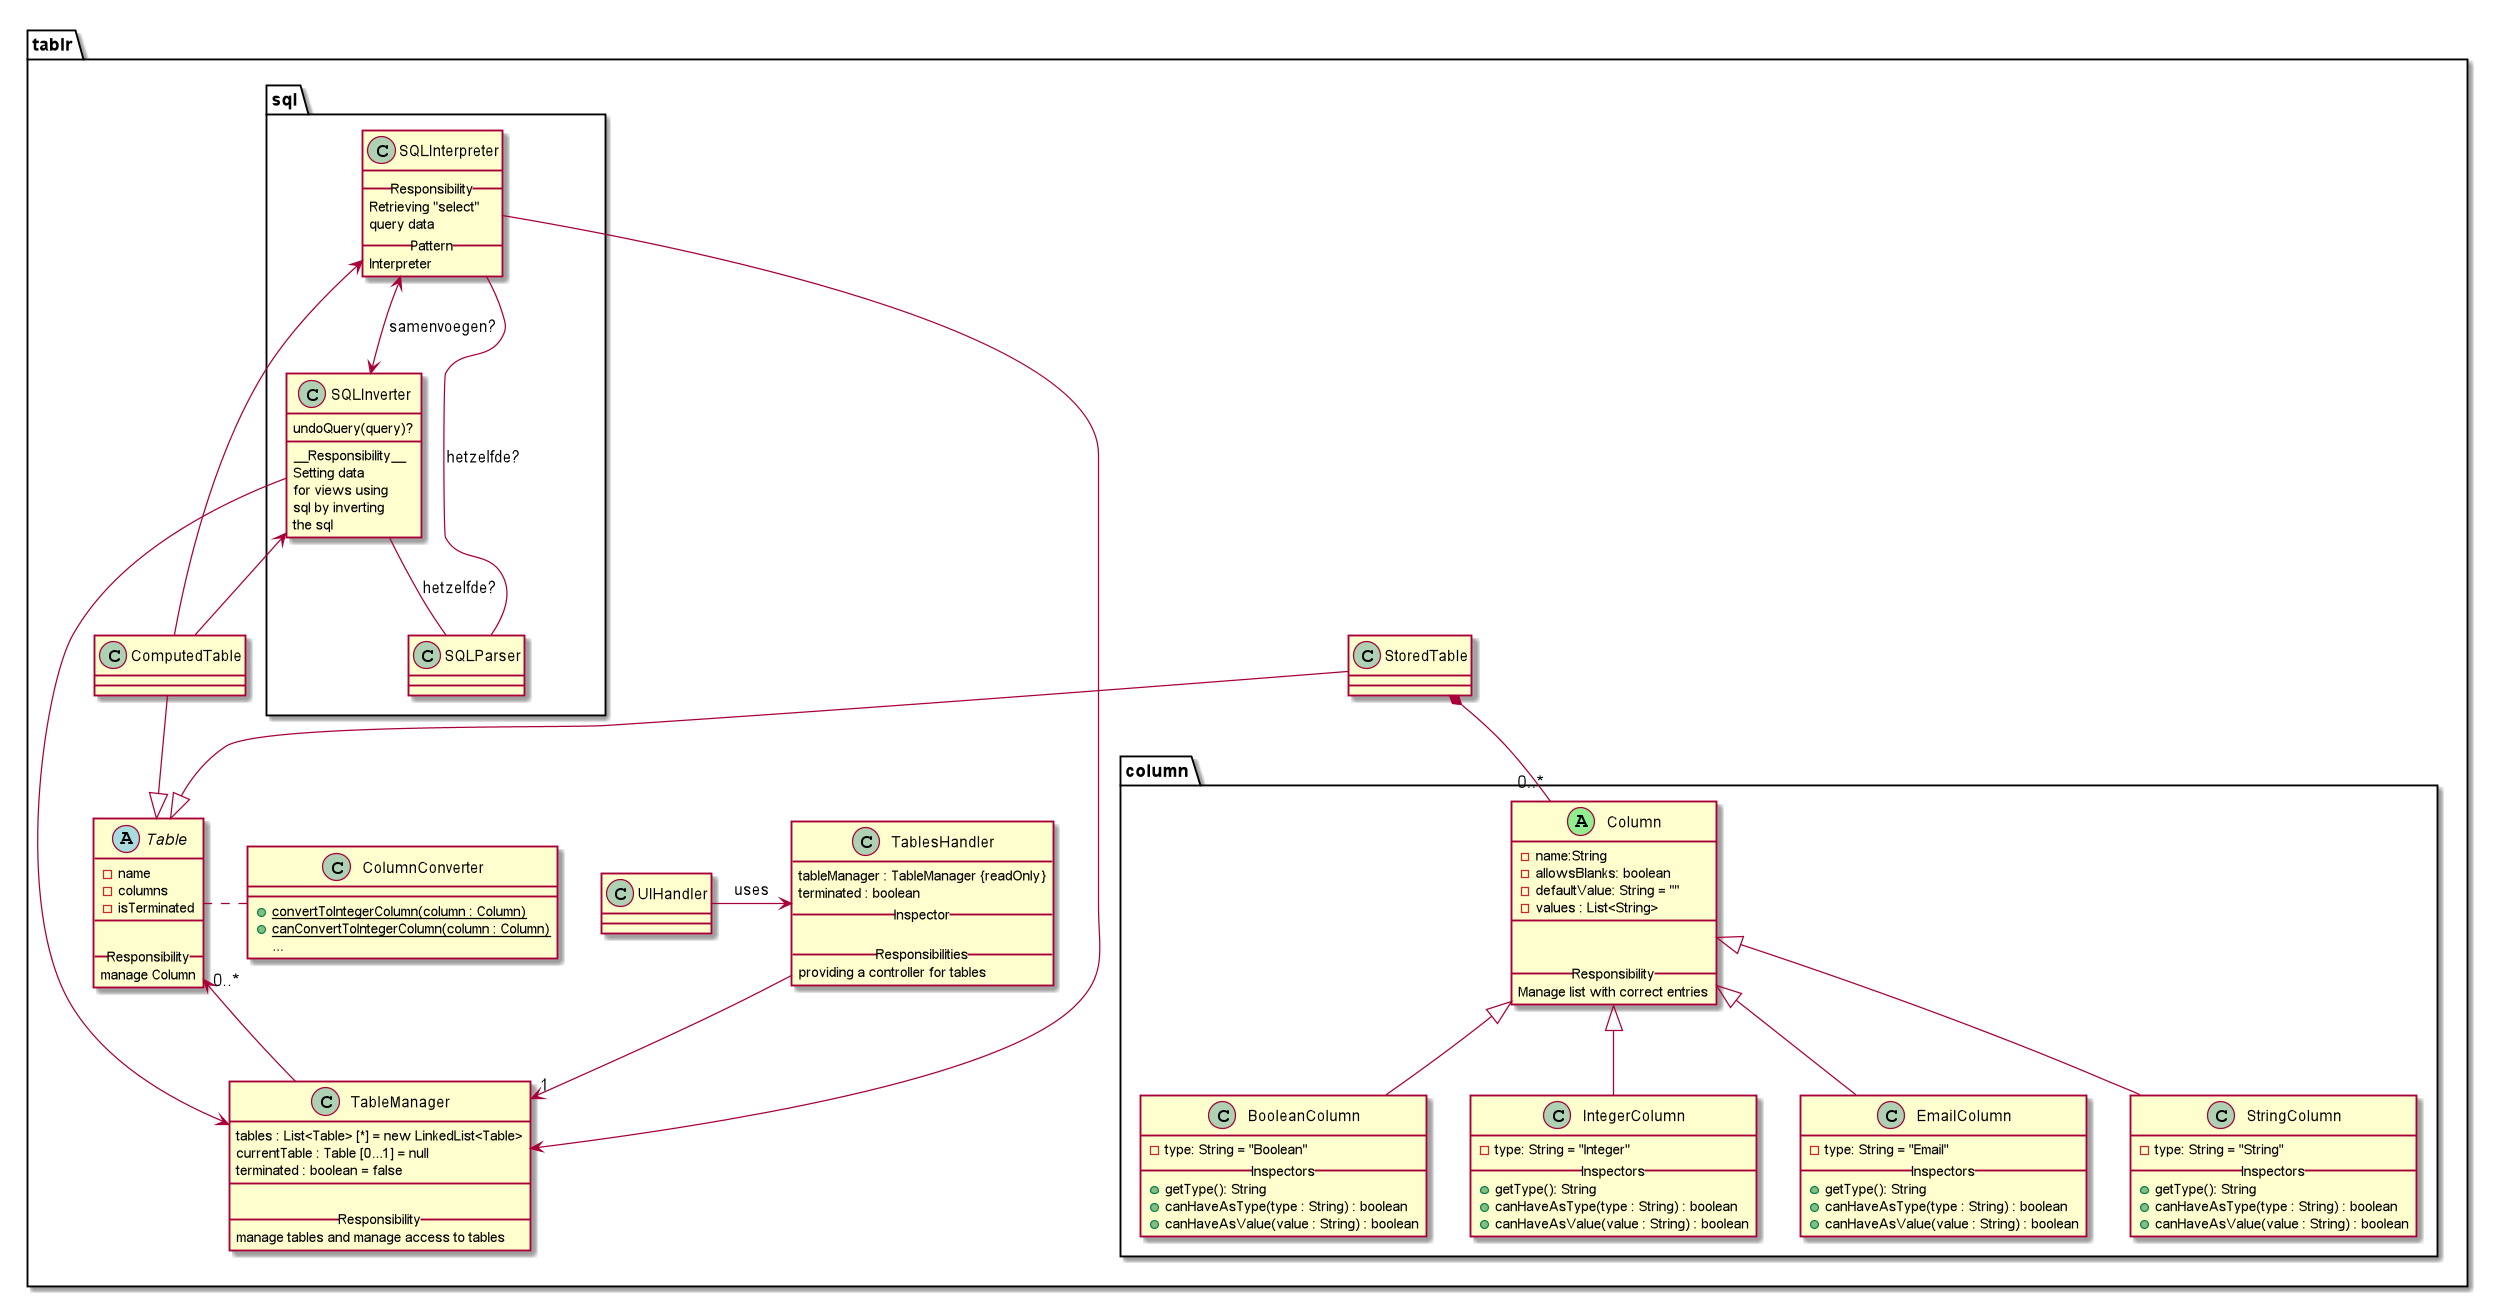 tablr
sql
C SQLInterpreter
Responsibility
Retrieving "select"
query data
Pattern
Interpreter
samenvoegen?
C SQLInverter
undoQuery(query)?
__Responsibility__
Setting data
for views using
sql by inverting
the sql
hetzelfde?
hetzelfde?
C ComputedTable
C SQLParser
C StoredTable
column
0..*
A Table
name
columns
isTerminated
Responsibility
manage Column
0..*
C ColumnConverter
convertToIntegerColumn(column : Column)
canConvertToIntegerColumn(column : Column)
...
C UIHandler
uses
C TablesHandler
tableManager : TableManager {readOnly}
terminated : boolean
Inspector
Responsibilities
providing a controller for tables
A Column
name:String
allowsBlanks: boolean
defaultValue: String = ""
values : List<String>
Responsibility
Manage list with correct entries
1
C TableManager
tables : List<Table> [*] = new LinkedList<Table>
currentTable : Table [0...1] = null
terminated : boolean = false
Responsibility
manage tables and manage access to tables
C BooleanColumn
type: String = "Boolean"
Inspectors
getType(): String
canHaveAsType(type : String) : boolean
canHaveAsValue(value : String) : boolean
C IntegerColumn
type: String = "Integer"
Inspectors
getType(): String
canHaveAsType(type : String) : boolean
canHaveAsValue(value : String) : boolean
C EmailColumn
type: String = "Email"
Inspectors
getType(): String
canHaveAsType(type : String) : boolean
canHaveAsValue(value : String) : boolean
C StringColumn
type: String = "String"
Inspectors
getType(): String
canHaveAsType(type : String) : boolean
canHaveAsValue(value : String) : boolean